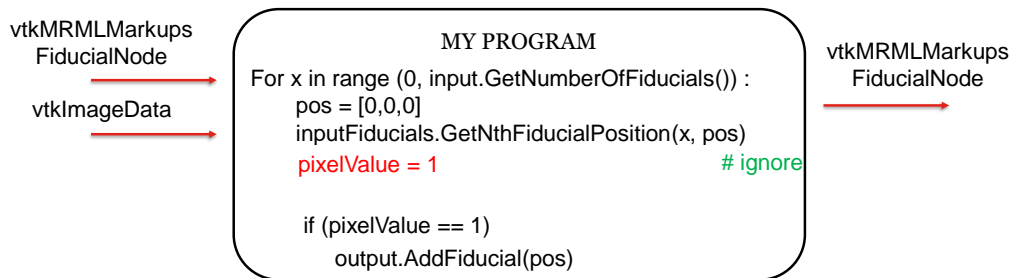 vtkMRMLMarkups
FiducialNode
vtkImageData
MY PROGRAM
For x in range (0, input.GetNumberOfFiducials()) :
pos = [0,0,0]
inputFiducials.GetNthFiducialPosition(x, pos)
pixelValue = 1 # ignore
if (pixelValue == 1)
output.AddFiducial(pos)
vtkMRMLMarkups
FiducialNode